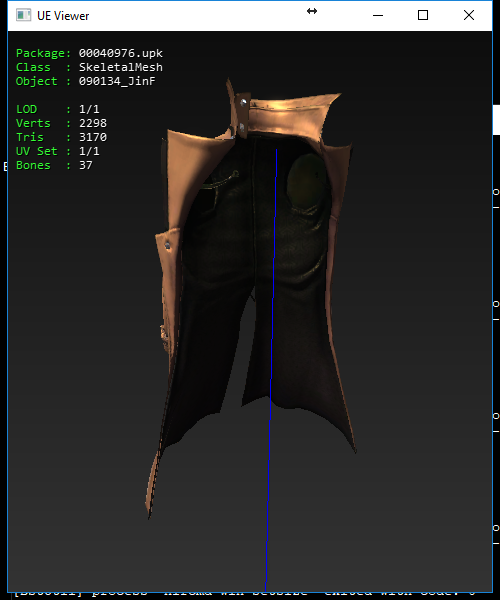 UE Viewer
Package: 00040976.upk
Class : SkeletalMesh
Object : 090134_JinF
LOD : 1/1
Verts : 2298
Tris : 3170
UV Set : 1/1
Bones : 37